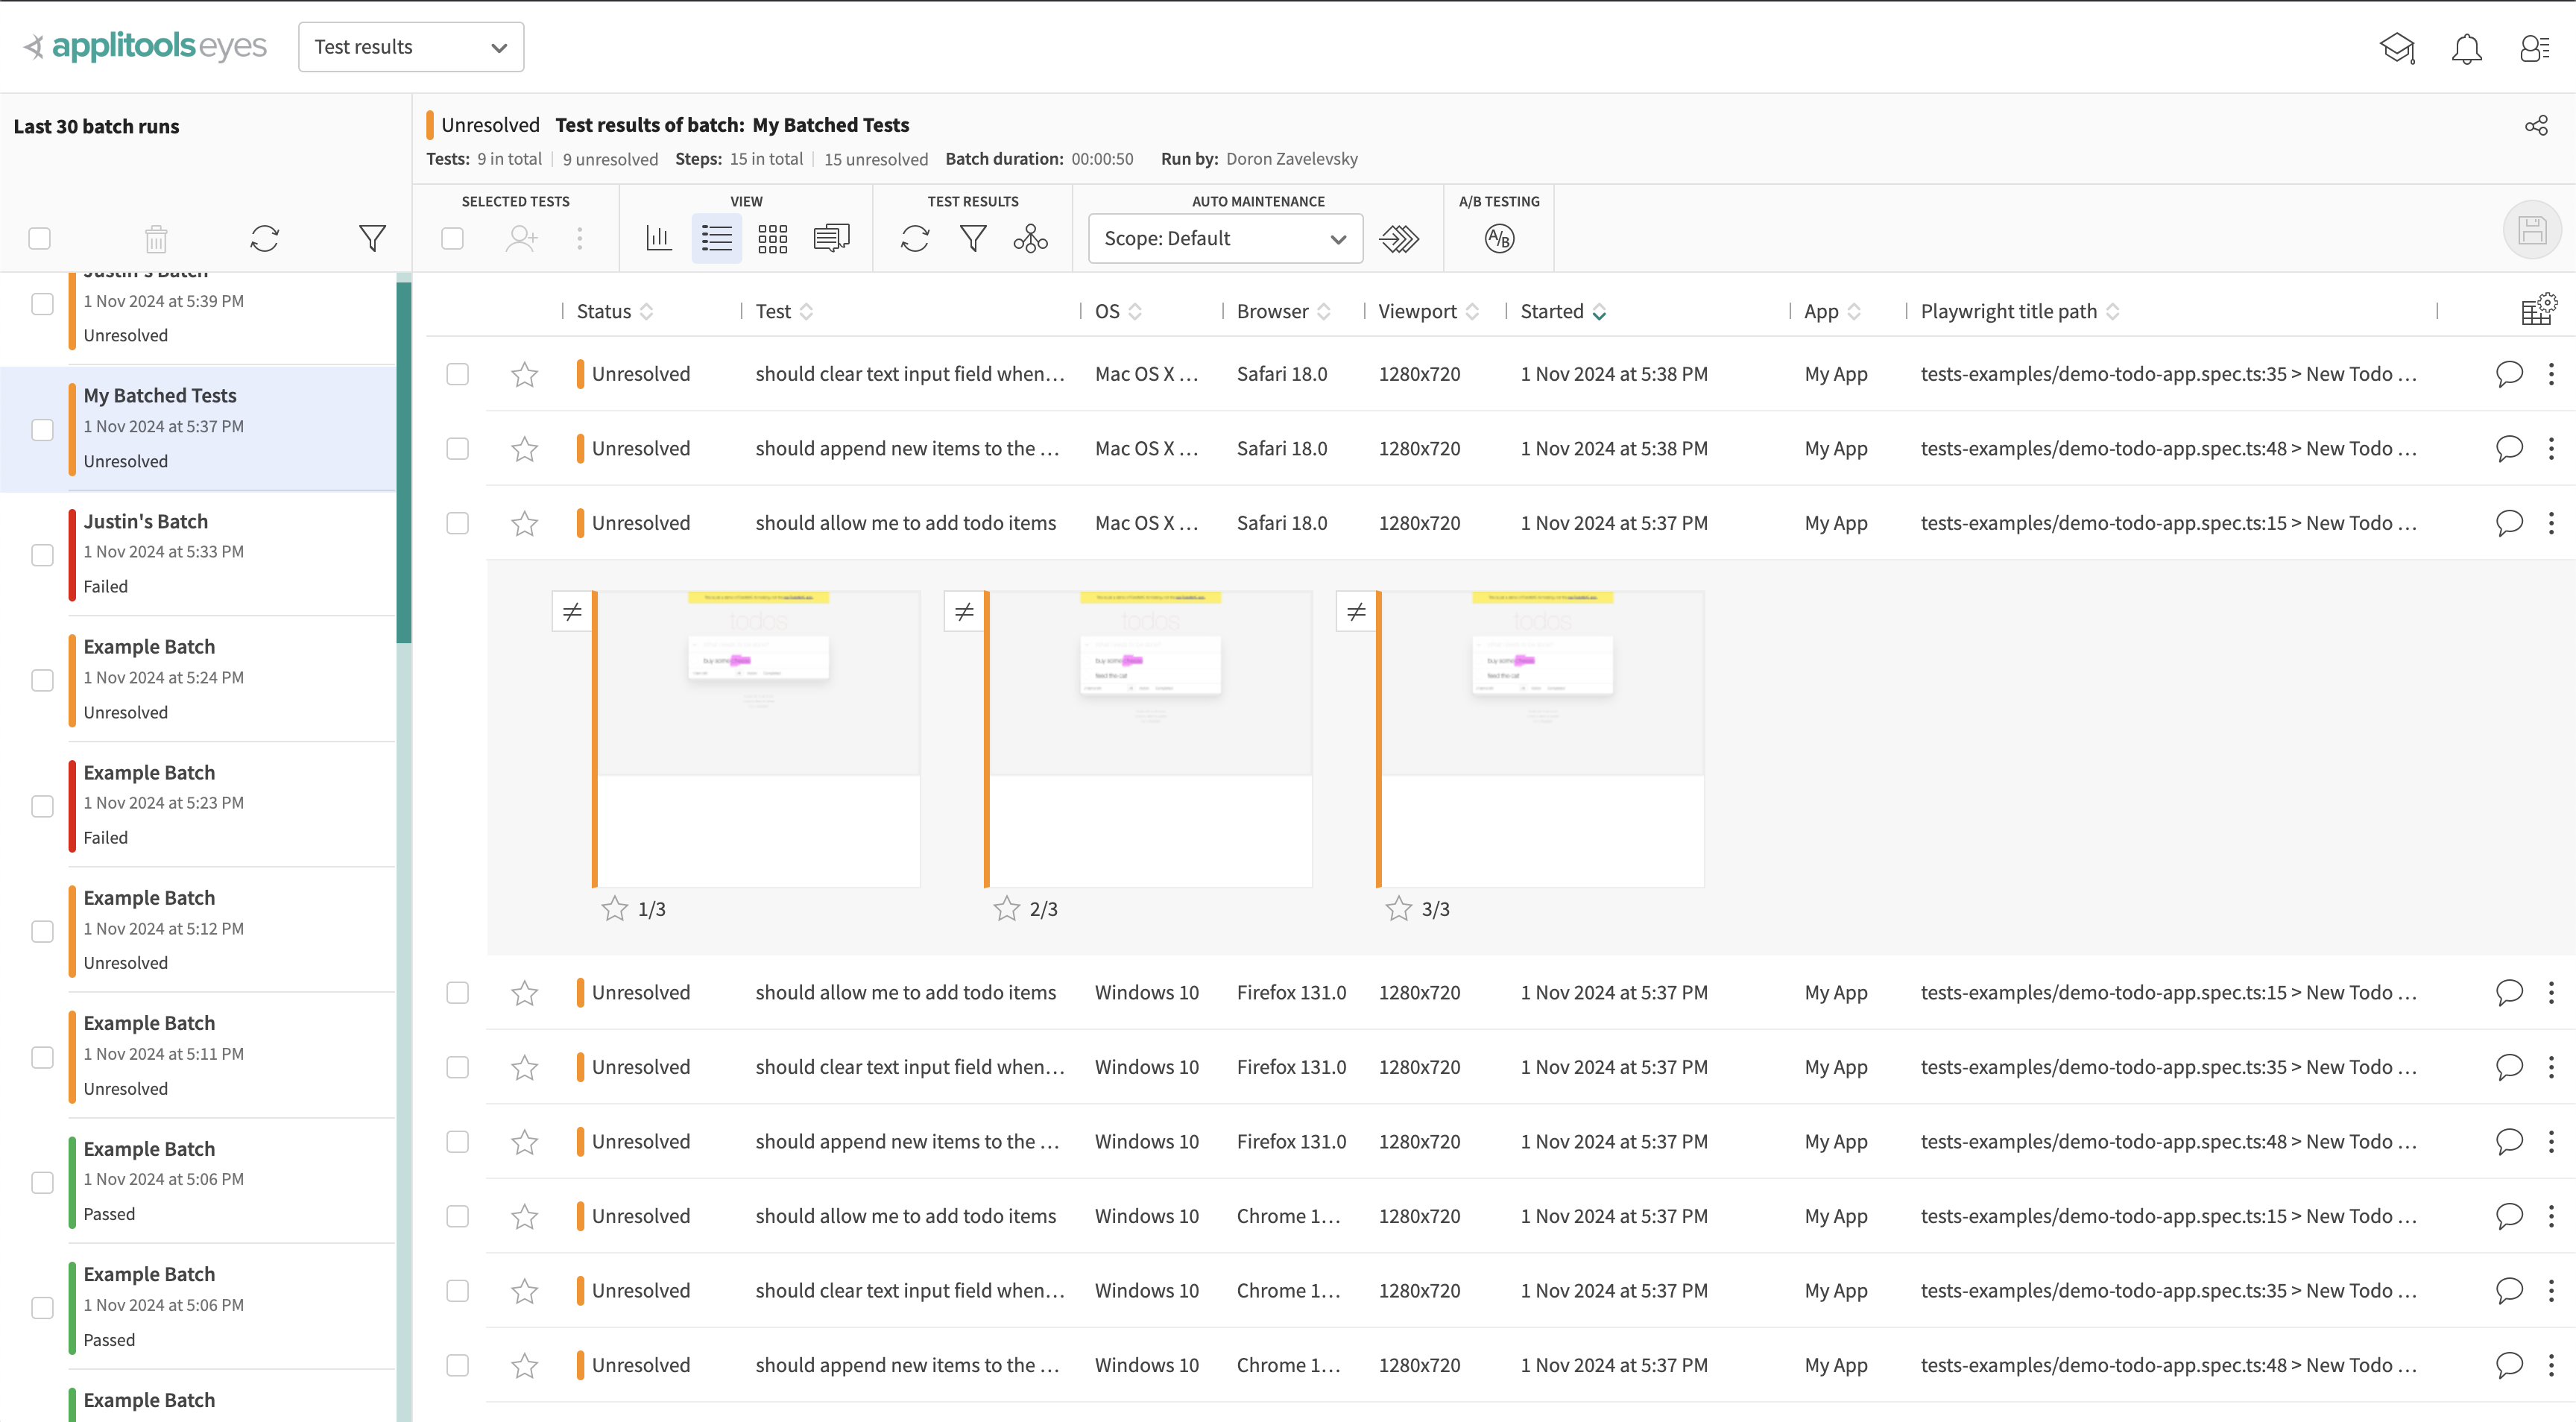 applitools eyes
Test results
Last 30 batch runs
Unresolved Test results of batch: My Batched Tests
Tests: 9 in total 9 unresolved Steps: 15 in total 15 unresolved Batch duration: 00:00:50 Run by: Doron Zavelevsky
SELECTED TESTS VIEW TEST RESULTS AUTO MAINTENANCE A/B TESTING
Scope: Default
A/B
Justin's Batch
1 Nov 2024 at 5:39 PM
Unresolved
My Batched Tests
1 Nov 2024 at 5:37 PM
Unresolved
Justin's Batch
1 Nov 2024 at 5:33 PM
Failed
Example Batch
1 Nov 2024 at 5:24 PM
Unresolved
Example Batch
1 Nov 2024 at 5:23 PM
Failed
Example Batch
1 Nov 2024 at 5:12 PM
Unresolved
Example Batch
1 Nov 2024 at 5:11 PM
Unresolved
Example Batch
1 Nov 2024 at 5:06 PM
Passed
Example Batch
1 Nov 2024 at 5:06 PM
Passed
Example Batch
Status Test OS Browser Viewport Started App Playwright title path
Unresolved should clear text input field when... Mac OS X ... Safari 18.0 1280x720 1 Nov 2024 at 5:38 PM My App tests-examples/demo-todo-app.spec.ts:35 > New Todo ...
Unresolved should append new items to the ... Mac OS X ... Safari 18.0 1280x720 1 Nov 2024 at 5:38 PM My App tests-examples/demo-todo-app.spec.ts:48 > New Todo ...
Unresolved should allow me to add todo items Mac OS X ... Safari 18.0 1280x720 1 Nov 2024 at 5:37 PM My App tests-examples/demo-todo-app.spec.ts:15 > New Todo ...
≠ ≠ ≠
todos todos todos
buy some buy some buy some
feed the cat feed the cat
1/3 2/3 3/3
Unresolved should allow me to add todo items Windows 10 Firefox 131.0 1280x720 1 Nov 2024 at 5:37 PM My App tests-examples/demo-todo-app.spec.ts:15 > New Todo ...
Unresolved should clear text input field when... Windows 10 Firefox 131.0 1280x720 1 Nov 2024 at 5:37 PM My App tests-examples/demo-todo-app.spec.ts:35 > New Todo ...
Unresolved should append new items to the ... Windows 10 Firefox 131.0 1280x720 1 Nov 2024 at 5:37 PM My App tests-examples/demo-todo-app.spec.ts:48 > New Todo ...
Unresolved should allow me to add todo items Windows 10 Chrome 1... 1280x720 1 Nov 2024 at 5:37 PM My App tests-examples/demo-todo-app.spec.ts:15 > New Todo ...
Unresolved should clear text input field when... Windows 10 Chrome 1... 1280x720 1 Nov 2024 at 5:37 PM My App tests-examples/demo-todo-app.spec.ts:35 > New Todo ...
Unresolved should append new items to the ... Windows 10 Chrome 1... 1280x720 1 Nov 2024 at 5:37 PM My App tests-examples/demo-todo-app.spec.ts:48 > New Todo ...